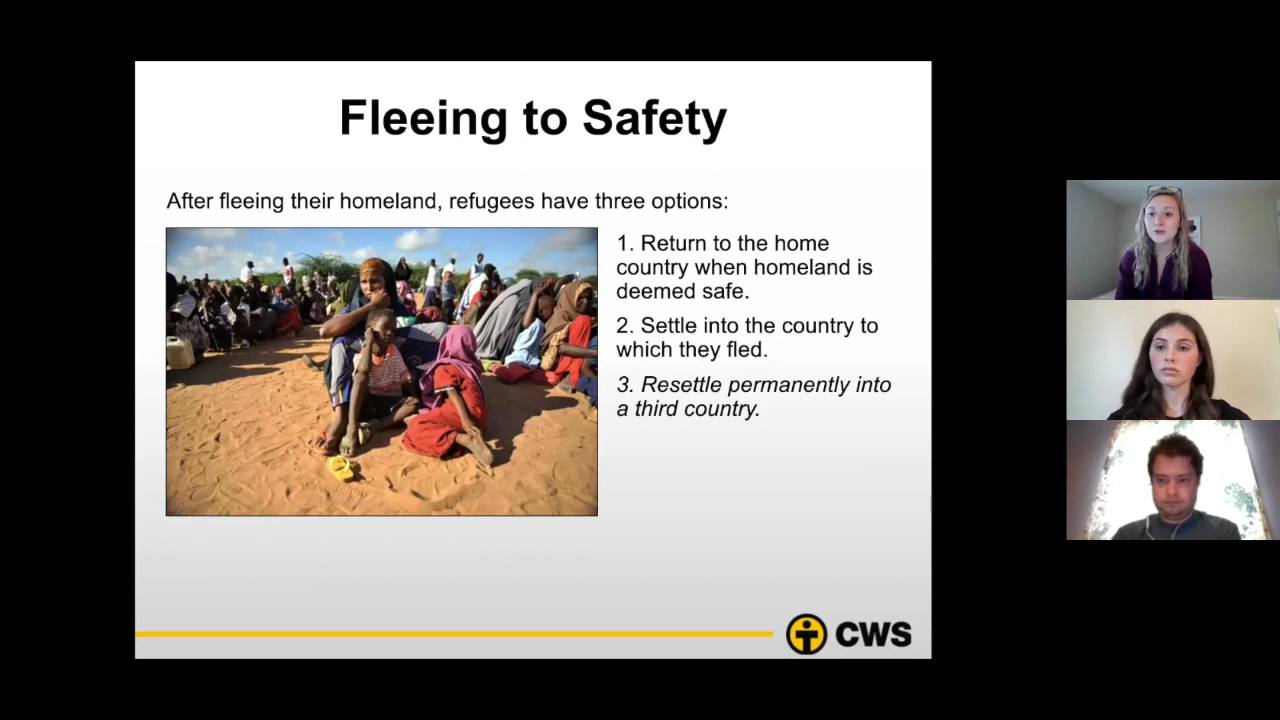 Fleeing to Safety
After fleeing their homeland, refugees have three options:
1. Return to the home
country when homeland is
deemed safe.
2. Settle into the country to
which they fled.
3. Resettle permanently into
a third country.
CWS